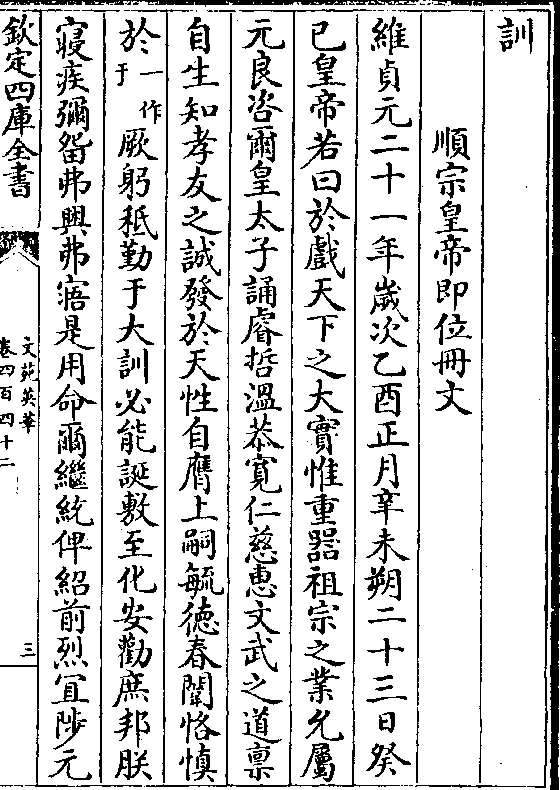 訓
順宗皇帝即位冊文
維貞元二十一年歲次乙酉正月辛未朔二十三日癸
巳皇帝若曰於戲天下之大實惟重器祖宗之業允屬
元良咨爾皇太子誦睿哲溫恭寛仁慈惠文武之道禀
自生知孝友之誠發於天性自膺上嗣毓德春闈恪慎
於一作于厥躬秪勤于大訓必能誕敷至化安勸庶邦朕
寢疾彌留弗興弗寤是用命爾繼統俾紹前烈宜陟元
欽定四庫全書
文苑英華
卷四百四十二
三